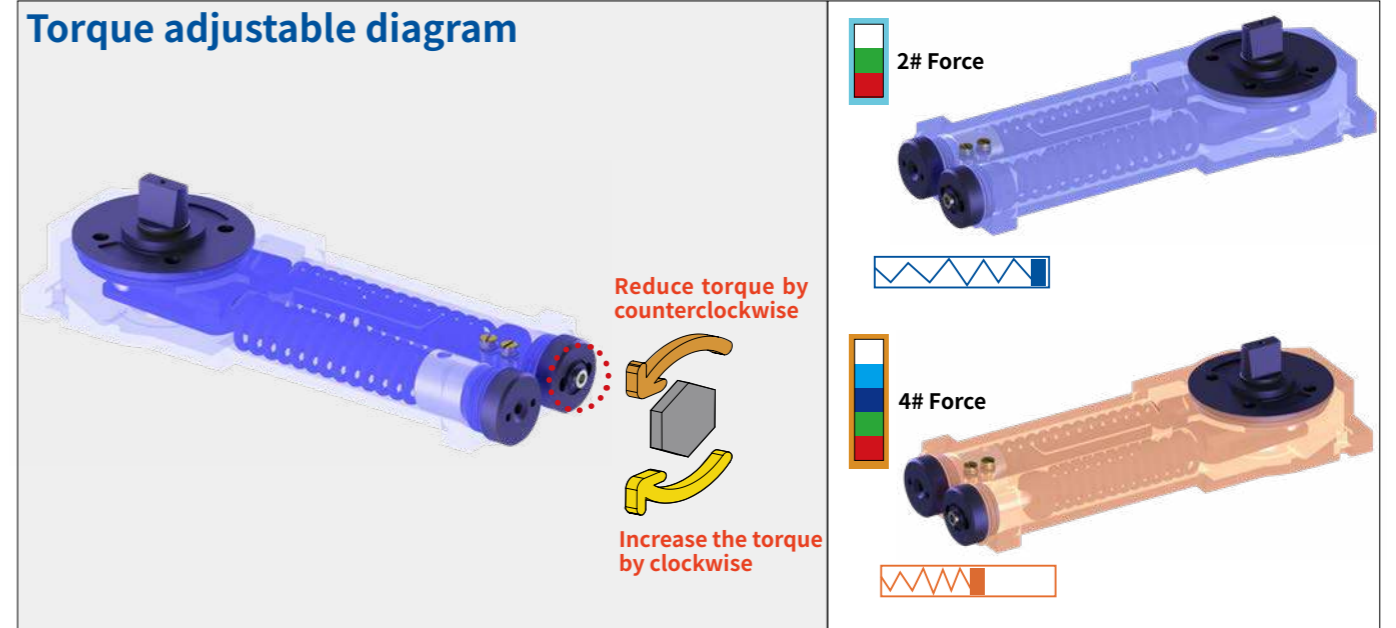 Torque adjustable diagram
Reduce torque by
counterclockwise
Increase the torque
by clockwise
2# Force
4# Force